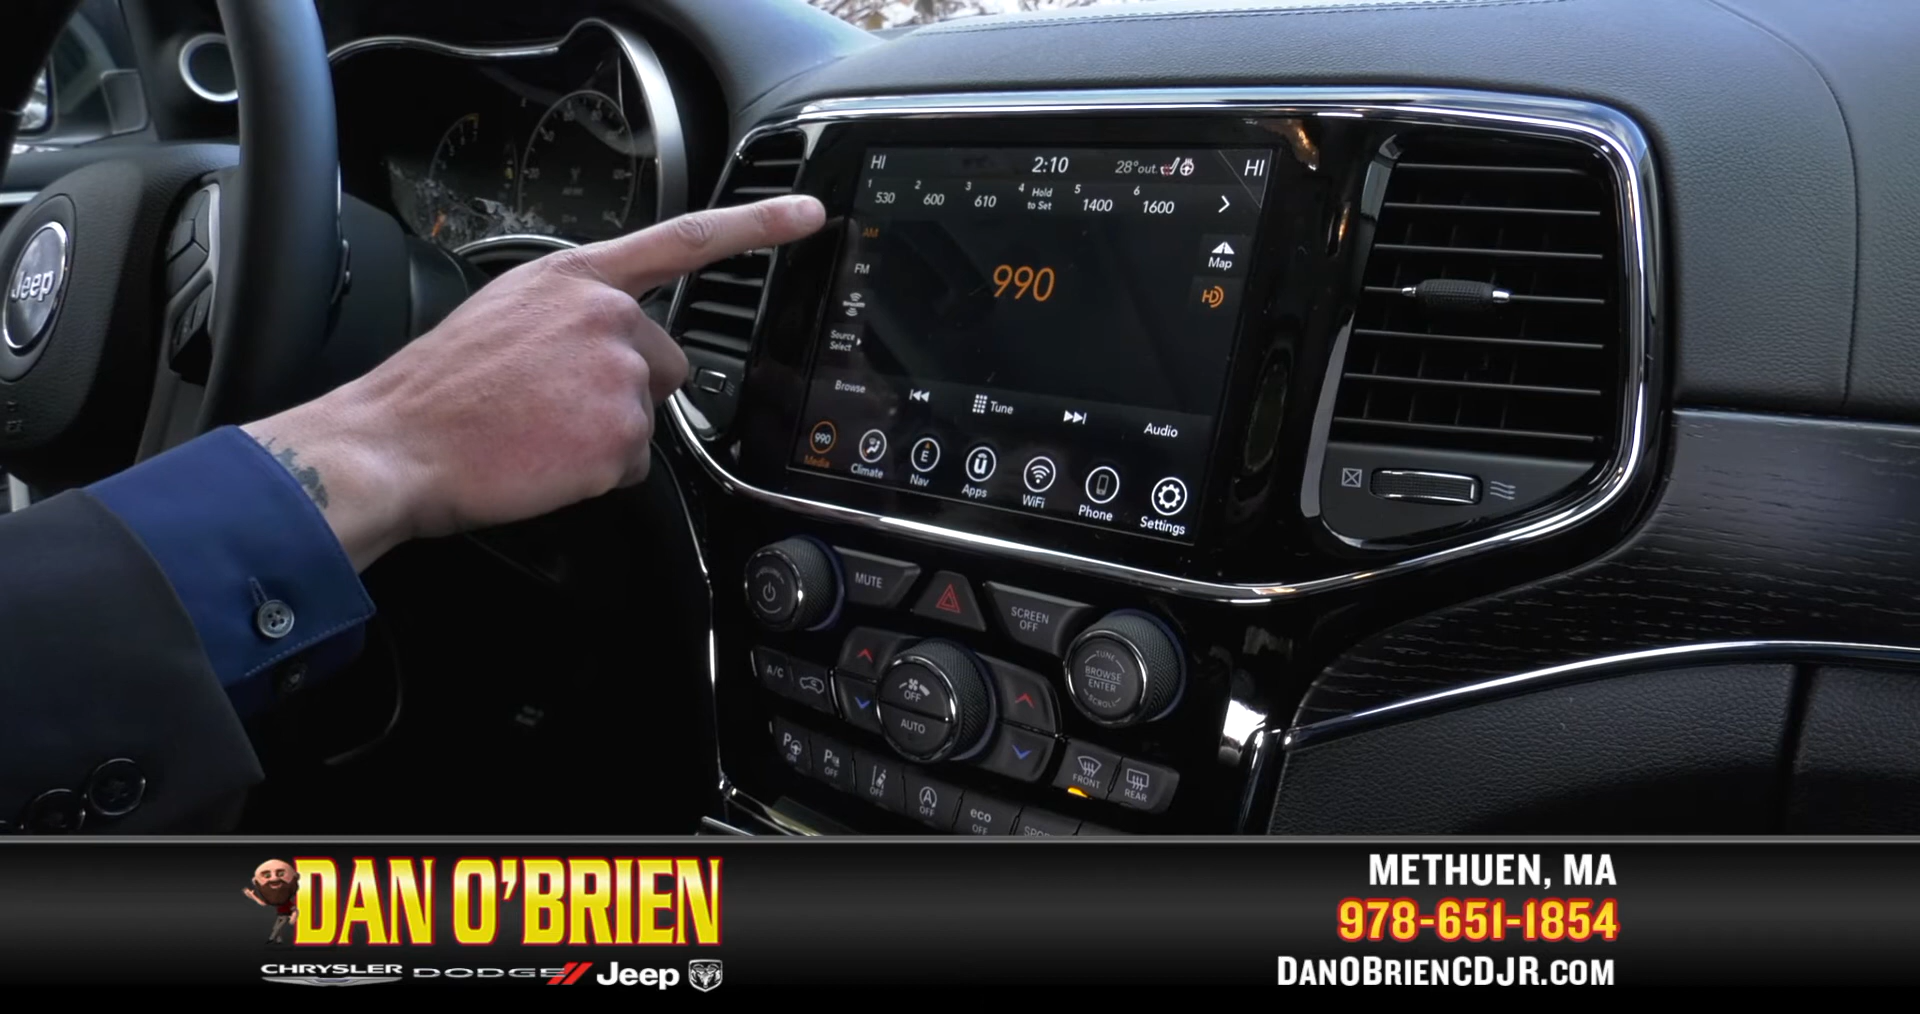 HI 2:10 28°out. HI
1 530 2 600 3 610 4 Hold to Set 5 1400 6 1600
AM
FM
990
Map
HD
Source
Select
Browse
Tune
Audio
990
Media
Climate
E
Nav
Apps
WiFi
Phone
Settings
Jeep
MUTE
SCREEN
OFF
TUNE
BROWSE
ENTER
SCROLL
A/C
OFF
AUTO
P ON
P OFF
OFF
A OFF
eco
OFF
FRONT
REAR
DAN O'BRIEN
CHRYSLER DODGE Jeep
METHUEN, MA
978-651-1854
DANOBRIENCDJR.COM